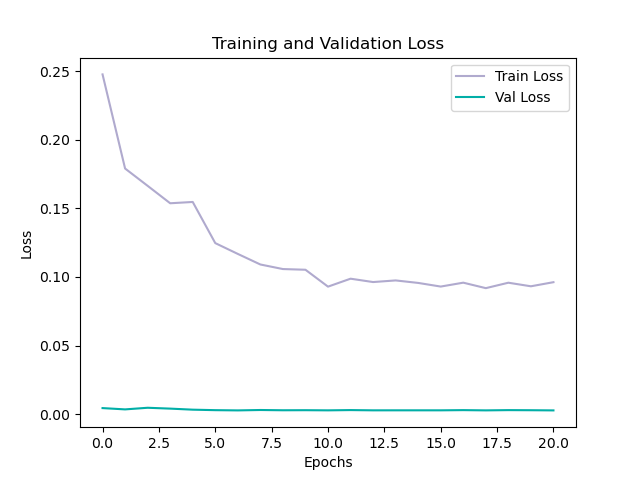 Training and Validation Loss
Train Loss
Val Loss
0.25
0.20
0.15
0.10
0.05
0.00
Loss
0.0 2.5 5.0 7.5 10.0 12.5 15.0 17.5 20.0
Epochs